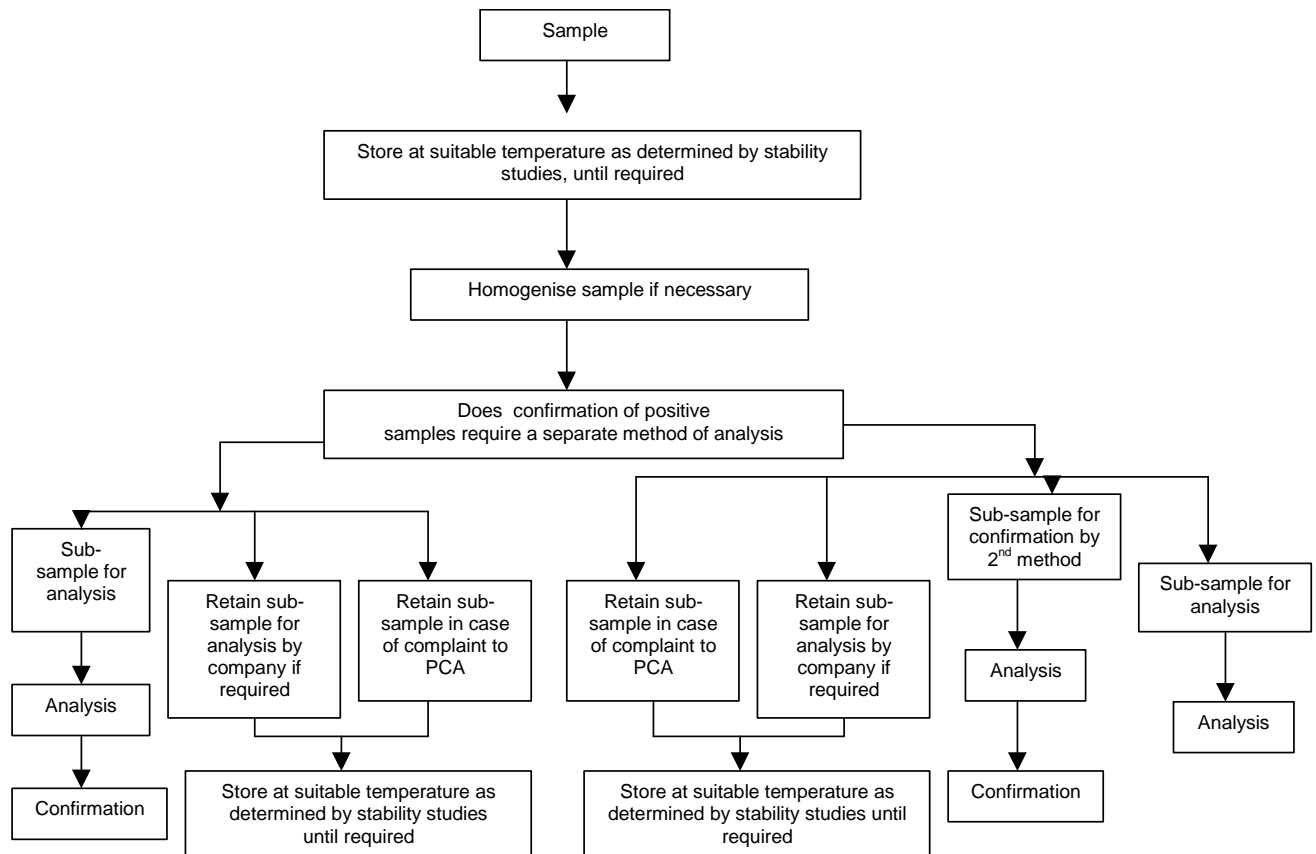 Sample
Store at suitable temperature as determined by stability
studies, until required
Homogenise sample if necessary
Does confirmation of positive
samples require a separate method of analysis
Sub-
sample for
analysis
Retain sub-
sample for
analysis by
company if
required
Retain sub-
sample in case
of complaint to
PCA
Retain sub-
sample in case
of complaint to
PCA
Retain sub-
sample for
analysis by
company if
required
Sub-sample for
confirmation by
2nd method
Sub-sample for
analysis
Analysis
Analysis
Analysis
Confirmation
Store at suitable temperature as
determined by stability studies
until required
Store at suitable temperature as
determined by stability studies until
required
Confirmation